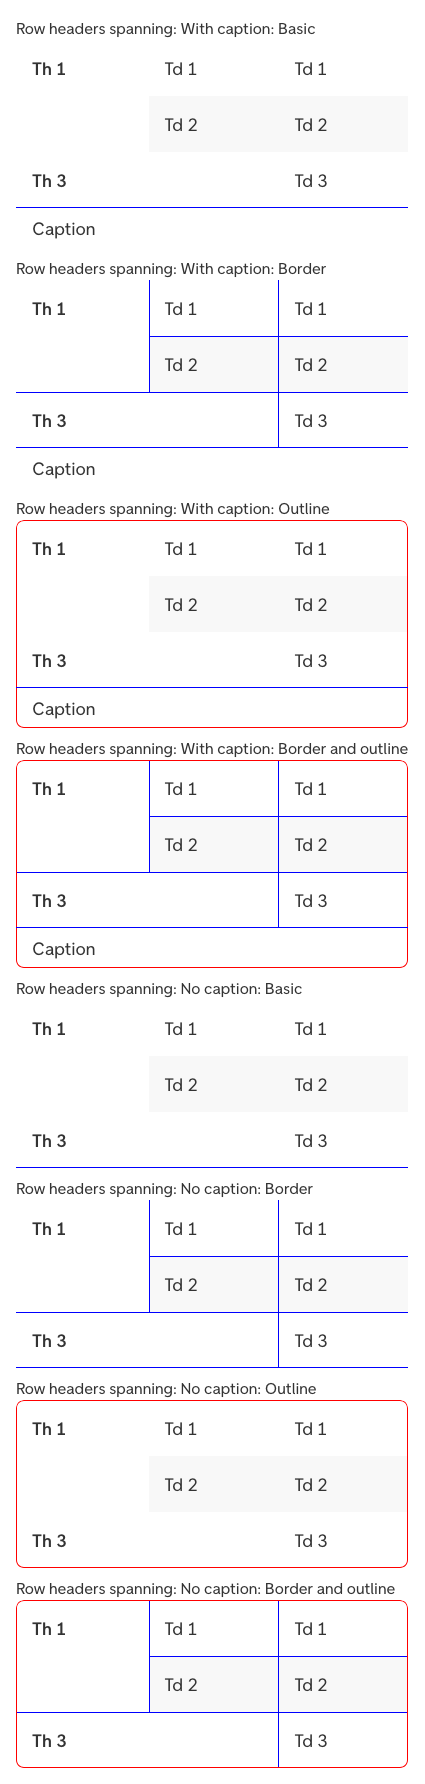 Row headers spanning: With caption: Basic
Th 1 Td 1 Td 1
Td 2 Td 2
Th 3 Td 3
Caption
Row headers spanning: With caption: Border
Th 1 Td 1 Td 1
Td 2 Td 2
Th 3 Td 3
Caption
Row headers spanning: With caption: Outline
Th 1 Td 1 Td 1
Td 2 Td 2
Th 3 Td 3
Caption
Row headers spanning: With caption: Border and outline
Th 1 Td 1 Td 1
Td 2 Td 2
Th 3 Td 3
Caption
Row headers spanning: No caption: Basic
Th 1 Td 1 Td 1
Td 2 Td 2
Th 3 Td 3
Row headers spanning: No caption: Border
Th 1 Td 1 Td 1
Td 2 Td 2
Th 3 Td 3
Row headers spanning: No caption: Outline
Th 1 Td 1 Td 1
Td 2 Td 2
Th 3 Td 3
Row headers spanning: No caption: Border and outline
Th 1 Td 1 Td 1
Td 2 Td 2
Th 3 Td 3